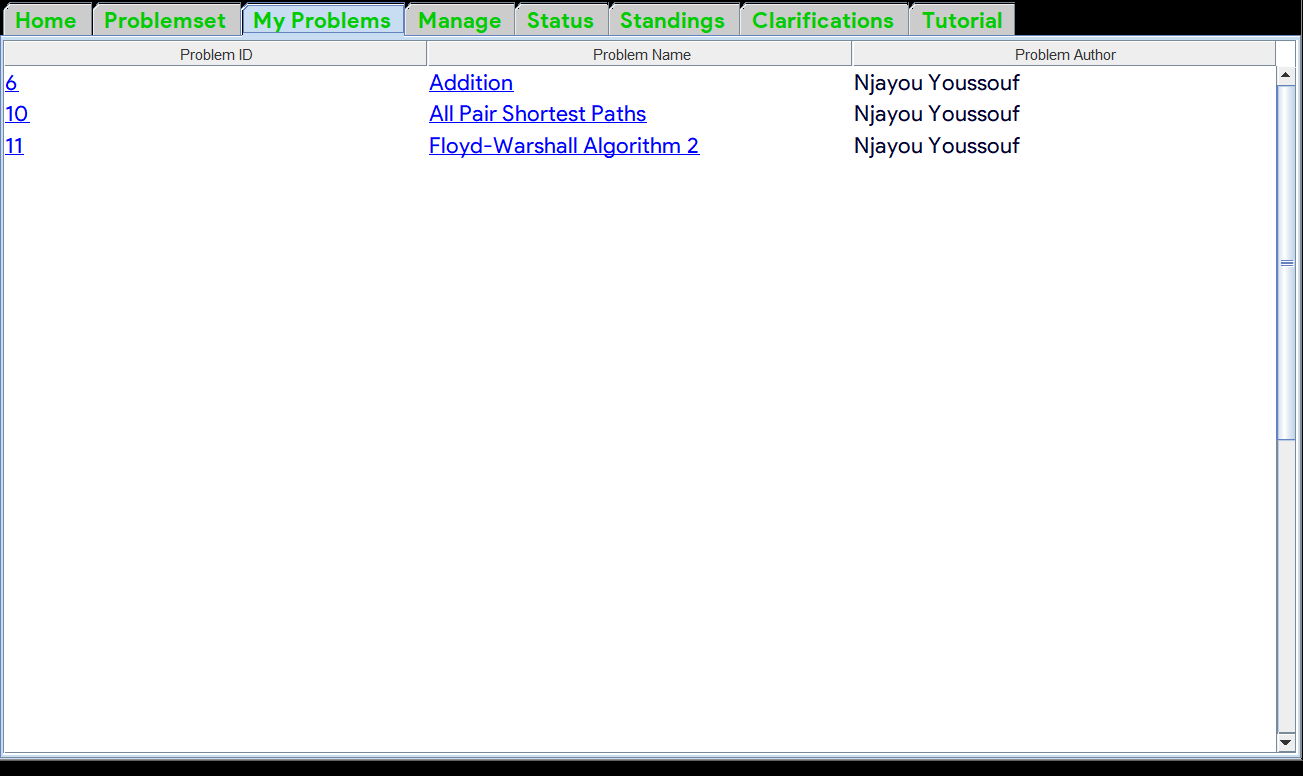 Home Problemset My Problems Manage Status Standings Clarifications Tutorial
Problem ID Problem Name Problem Author
6 Addition Njayou Youssouf
10 All Pair Shortest Paths Njayou Youssouf
11 Floyd-Warshall Algorithm 2 Njayou Youssouf